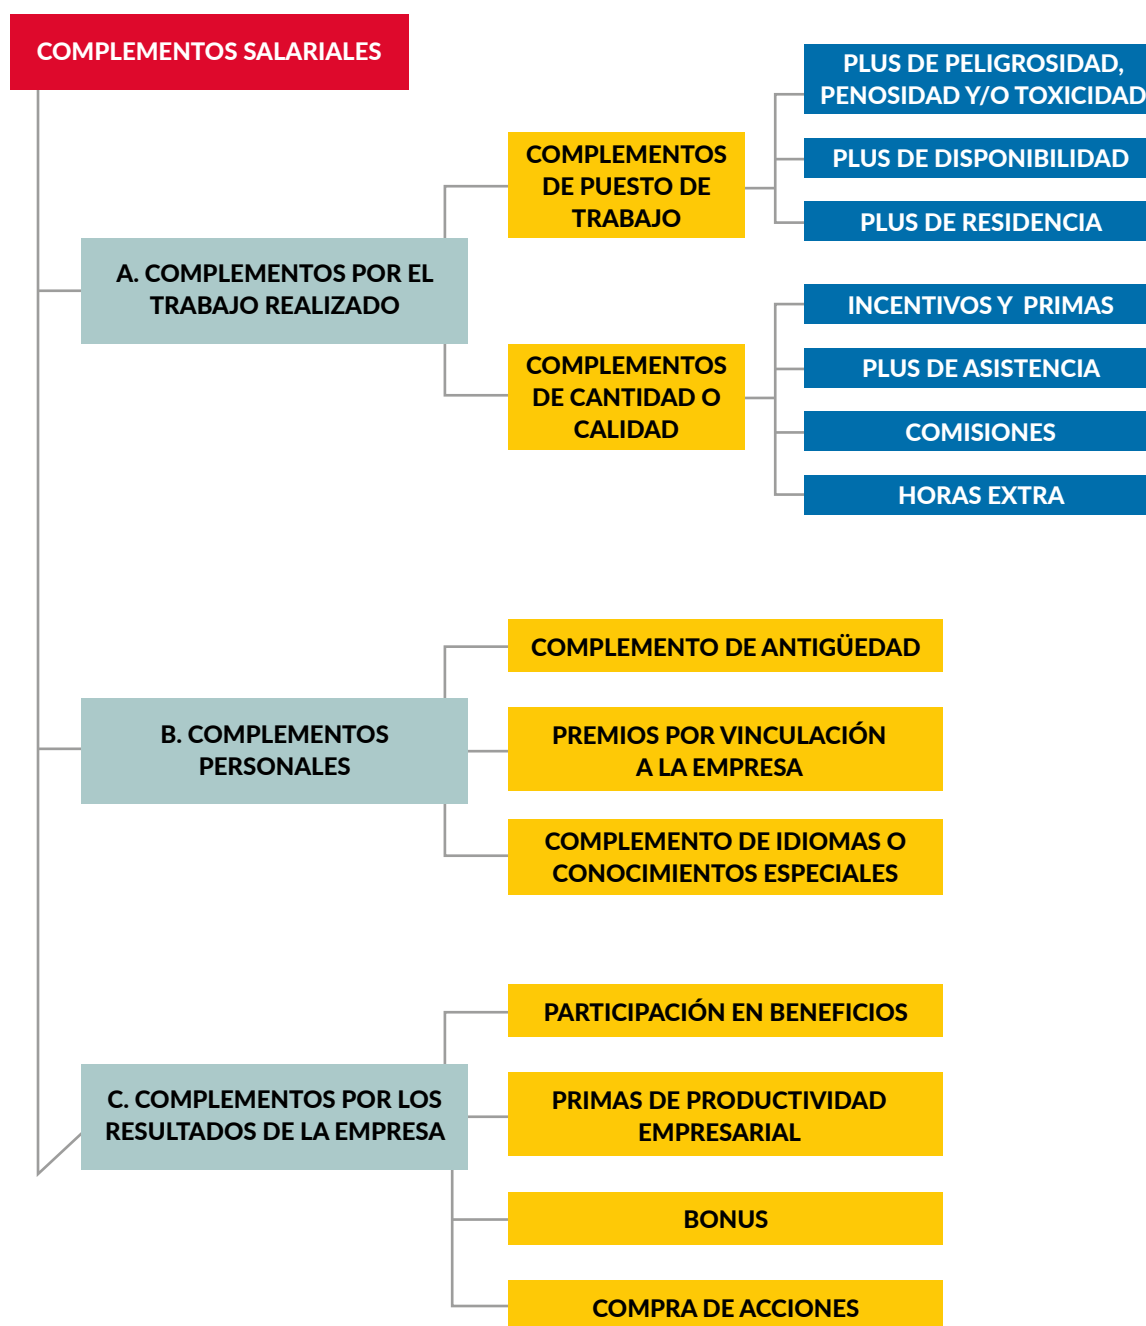 COMPLEMENTOS SALARIALES
A. COMPLEMENTOS POR EL
TRABAJO REALIZADO
COMPLEMENTOS
DE PUESTO DE
TRABAJO
PLUS DE PELIGROSIDAD,
PENOSIDAD Y/O TOXICIDAD
PLUS DE DISPONIBILIDAD
PLUS DE RESIDENCIA
COMPLEMENTOS
DE CANTIDAD O
CALIDAD
INCENTIVOS Y PRIMAS
PLUS DE ASISTENCIA
COMISIONES
HORAS EXTRA
B. COMPLEMENTOS
PERSONALES
COMPLEMENTO DE ANTIGÜEDAD
PREMIOS POR VINCULACIÓN
A LA EMPRESA
COMPLEMENTO DE IDIOMAS O
CONOCIMIENTOS ESPECIALES
C. COMPLEMENTOS POR LOS
RESULTADOS DE LA EMPRESA
PARTICIPACIÓN EN BENEFICIOS
PRIMAS DE PRODUCTIVIDAD
EMPRESARIAL
BONUS
COMPRA DE ACCIONES